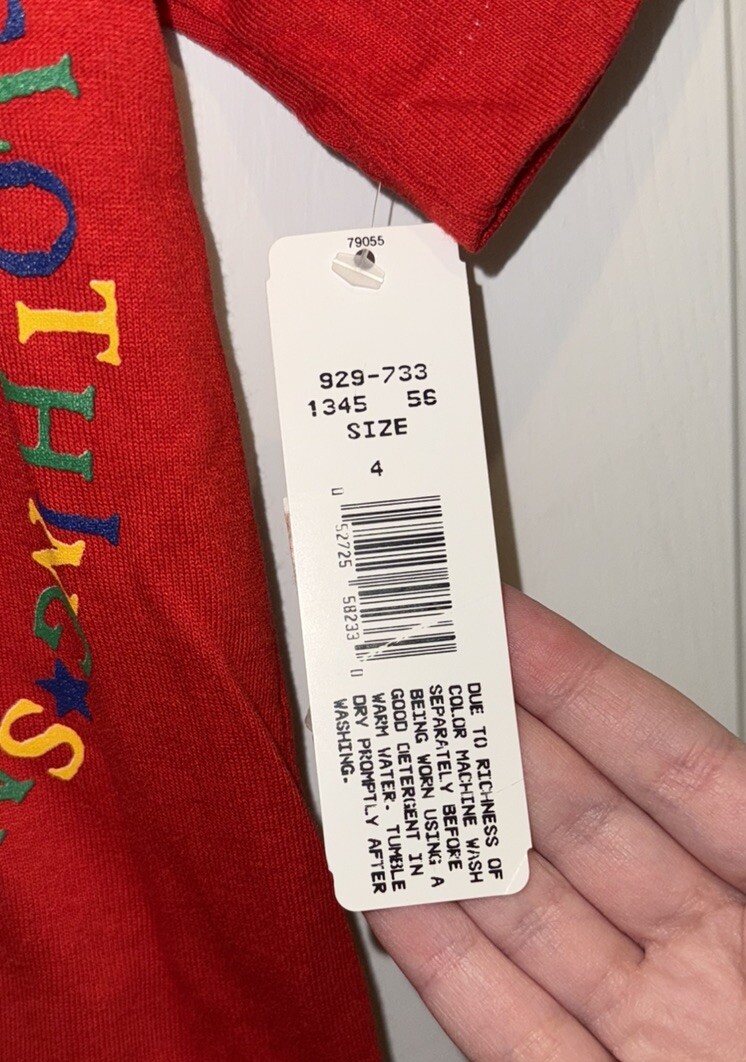 CLOTHING★S
79055
929-733
1345 56
SIZE
4
0 52725 58233 0
DUE TO RICHNESS OF
COLOR MACHINE WASH
SEPARATELY BEFORE
BEING WORN USING A
GOOD DETERGENT IN
WARM WATER. TUMBLE
DRY PROMPTLY AFTER
WASHING.